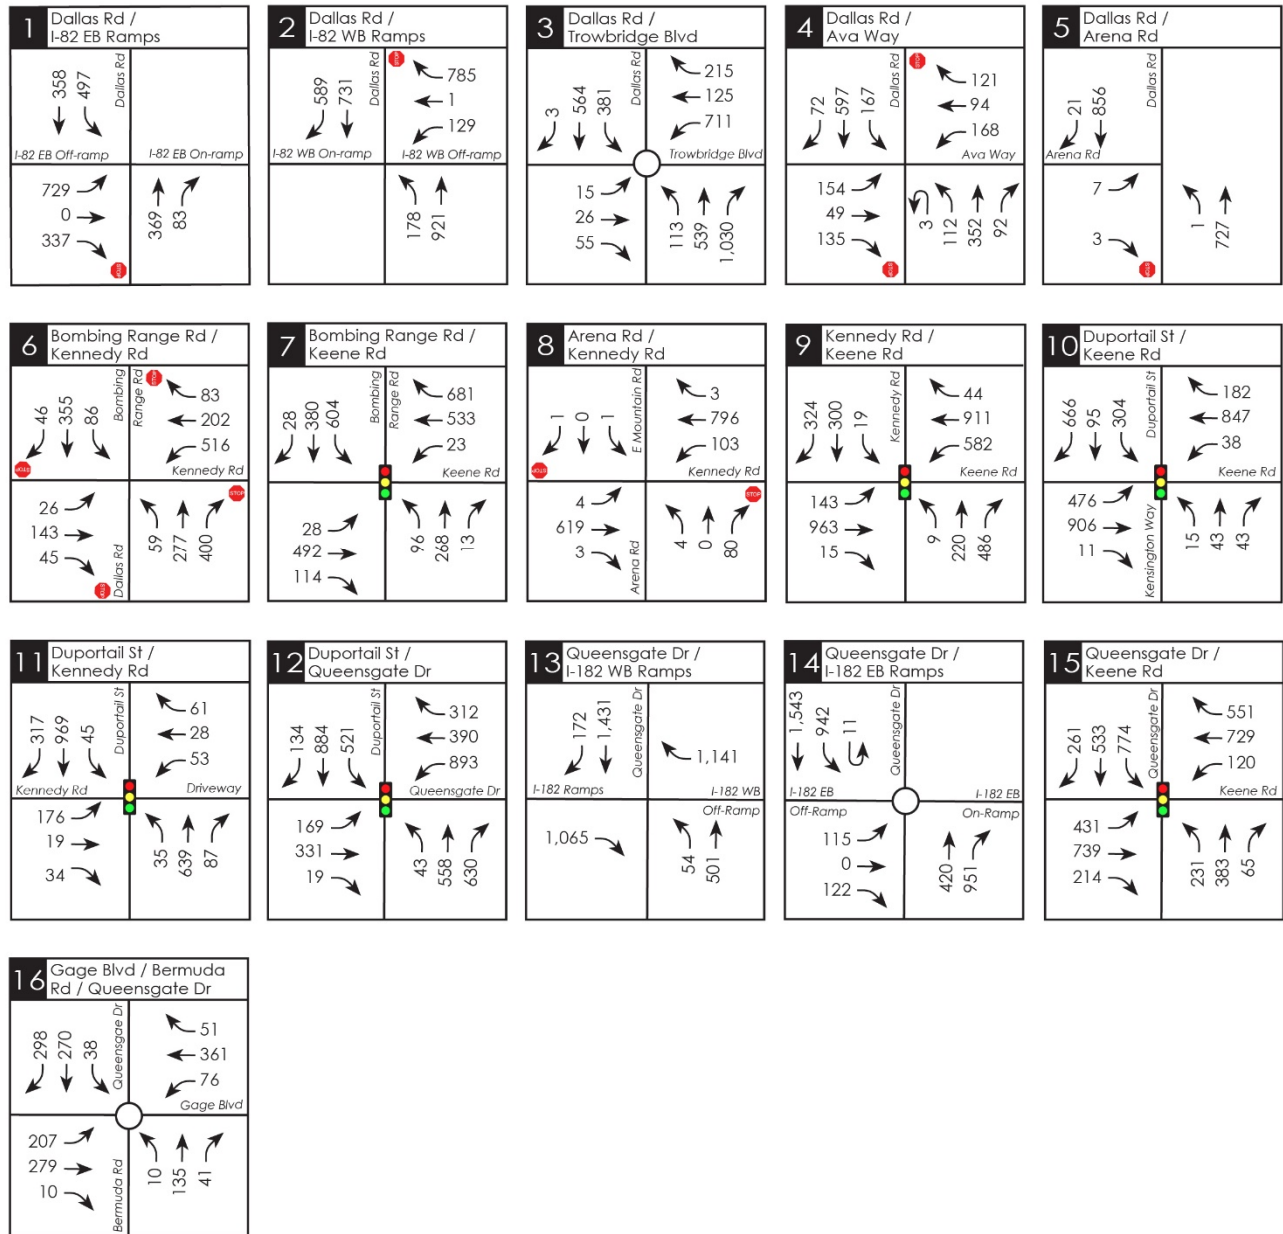 1
Dallas Rd /
I-82 EB Ramps
358
497
Dallas Rd
I-82 EB Off-ramp
I-82 EB On-ramp
729
0
337
STOP
369
83
2
Dallas Rd /
I-82 WB Ramps
589
731
Dallas Rd
STOP
785
1
129
I-82 WB On-ramp
I-82 WB Off-ramp
178
921
3
Dallas Rd /
Trowbridge Blvd
3
564
381
Dallas Rd
215
125
711
Trowbridge Blvd
15
26
55
113
539
1,030
4
Dallas Rd /
Ava Way
72
597
167
Dallas Rd
STOP
121
94
168
Ava Way
154
49
135
STOP
3
112
352
92
5
Dallas Rd /
Arena Rd
21
856
Dallas Rd
Arena Rd
7
3
STOP
1
727
6
Bombing Range Rd /
Kennedy Rd
46
355
86
Bombing
Range Rd
STOP
83
202
516
STOP
Kennedy Rd
26
143
45
STOP
Dallas Rd
59
277
400
STOP
7
Bombing Range Rd /
Keene Rd
28
380
604
Bombing
Range Rd
681
533
23
Keene Rd
28
492
114
96
268
13
8
Arena Rd /
Kennedy Rd
1
0
1
E Mountain Rd
3
796
103
STOP
Kennedy Rd
4
619
3
Arena Rd
4
0
80
STOP
9
Kennedy Rd /
Keene Rd
324
300
19
Kennedy Rd
44
911
582
Keene Rd
143
963
15
9
220
486
10
Duportail St /
Keene Rd
666
95
304
Duportail St
182
847
38
Keene Rd
476
906
11
Kensington Way
15
43
43
11
Duportail St /
Kennedy Rd
317
969
45
Duportail St
61
28
53
Kennedy Rd
Driveway
176
19
34
35
639
87
12
Duportail St /
Queensgate Dr
134
884
521
Duportail St
312
390
893
Queensgate Dr
169
331
19
43
558
630
13
Queensgate Dr /
I-182 WB Ramps
172
1,431
Queensgate Dr
1,141
I-182 Ramps
I-182 WB
Off-Ramp
1,065
54
501
14
Queensgate Dr /
I-182 EB Ramps
1,543
942
11
Queensgate Dr
I-182 EB
Off-Ramp
I-182 EB
On-Ramp
115
0
122
420
951
15
Queensgate Dr /
Keene Rd
261
533
774
Queensgate Dr
551
729
120
Keene Rd
431
739
214
231
383
65
16
Gage Blvd / Bermuda
Rd / Queensgate Dr
298
270
38
Queensgae Dr
51
361
76
Gage Blvd
207
279
10
Bermuda Rd
10
135
41